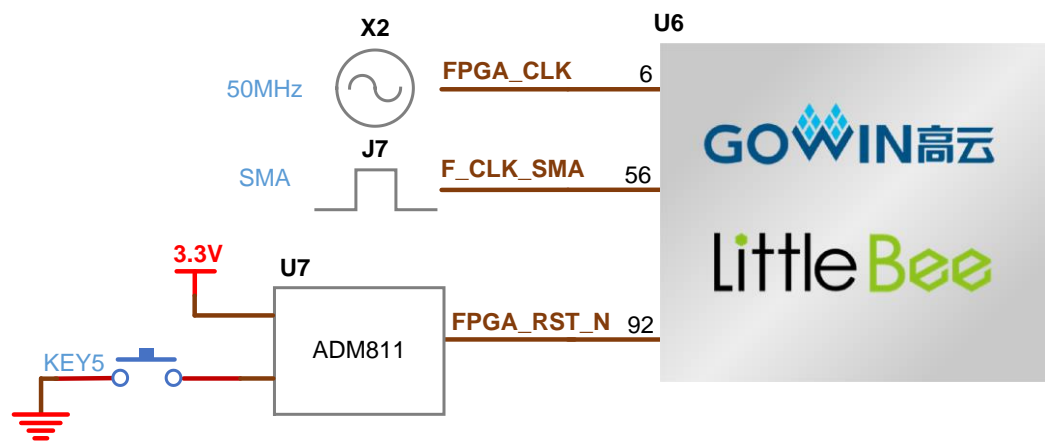 X2
U6
50MHz
FPGA_CLK
6
J7
SMA
F_CLK_SMA
56
GOWIN高云
LittleBee
3.3V
U7
ADM811
FPGA_RST_N
92
KEY5